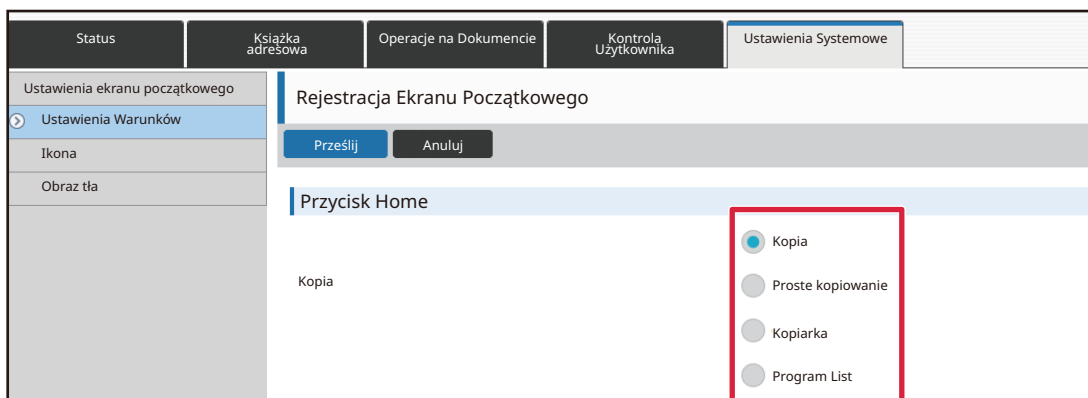 Status
Książka
adresowa
Operacje na Dokumencie
Kontrola
Użytkownika
Ustawienia Systemowe
Ustawienia ekranu początkowego
Ustawienia Warunków
Ikona
Obraz tła
Rejestracja Ekranu Początkowego
Prześlij
Anuluj
Przycisk Home
Kopia
Kopia
Proste kopiowanie
Kopiarka
Program List